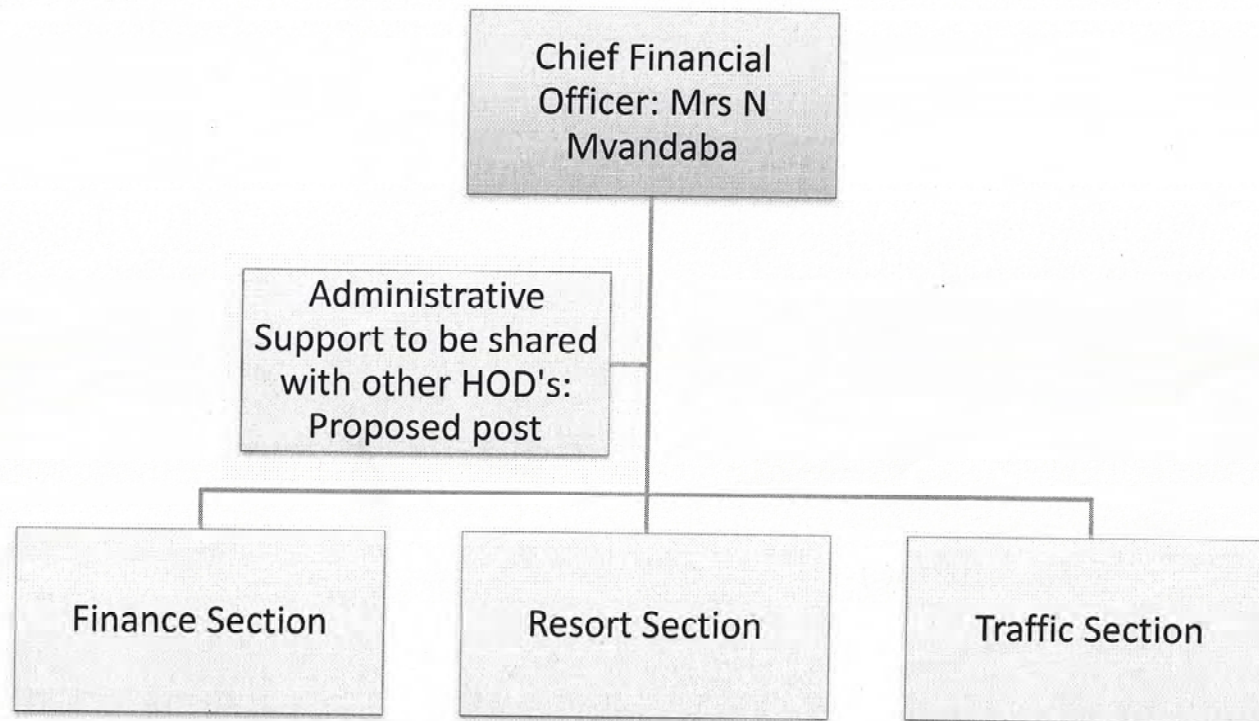 Chief Financial
Officer: Mrs N
Mvandaba
Administrative
Support to be shared
with other HOD's:
Proposed post
Finance Section
Resort Section
Traffic Section